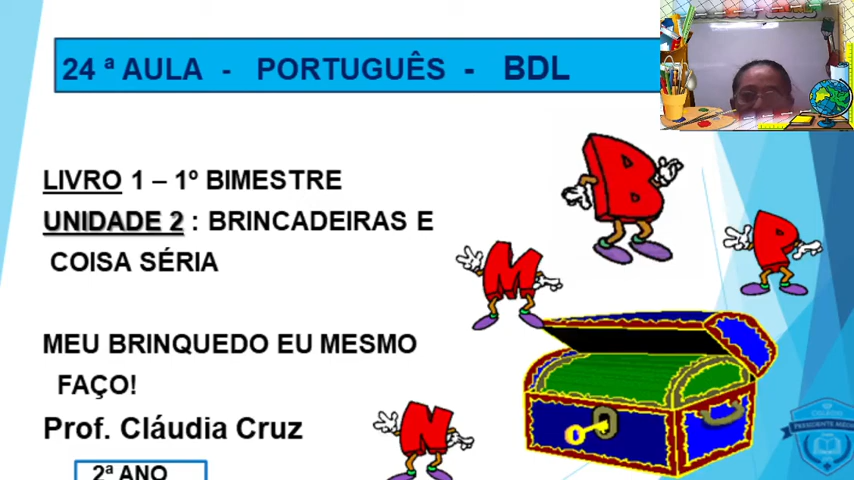 24 ª AULA - PORTUGUÊS - BDL
LIVRO 1 – 1º BIMESTRE
UNIDADE 2 : BRINCADEIRAS E
COISA SÉRIA
MEU BRINQUEDO EU MESMO
FAÇO!
Prof. Cláudia Cruz
2ª ANO
B
P
M
N